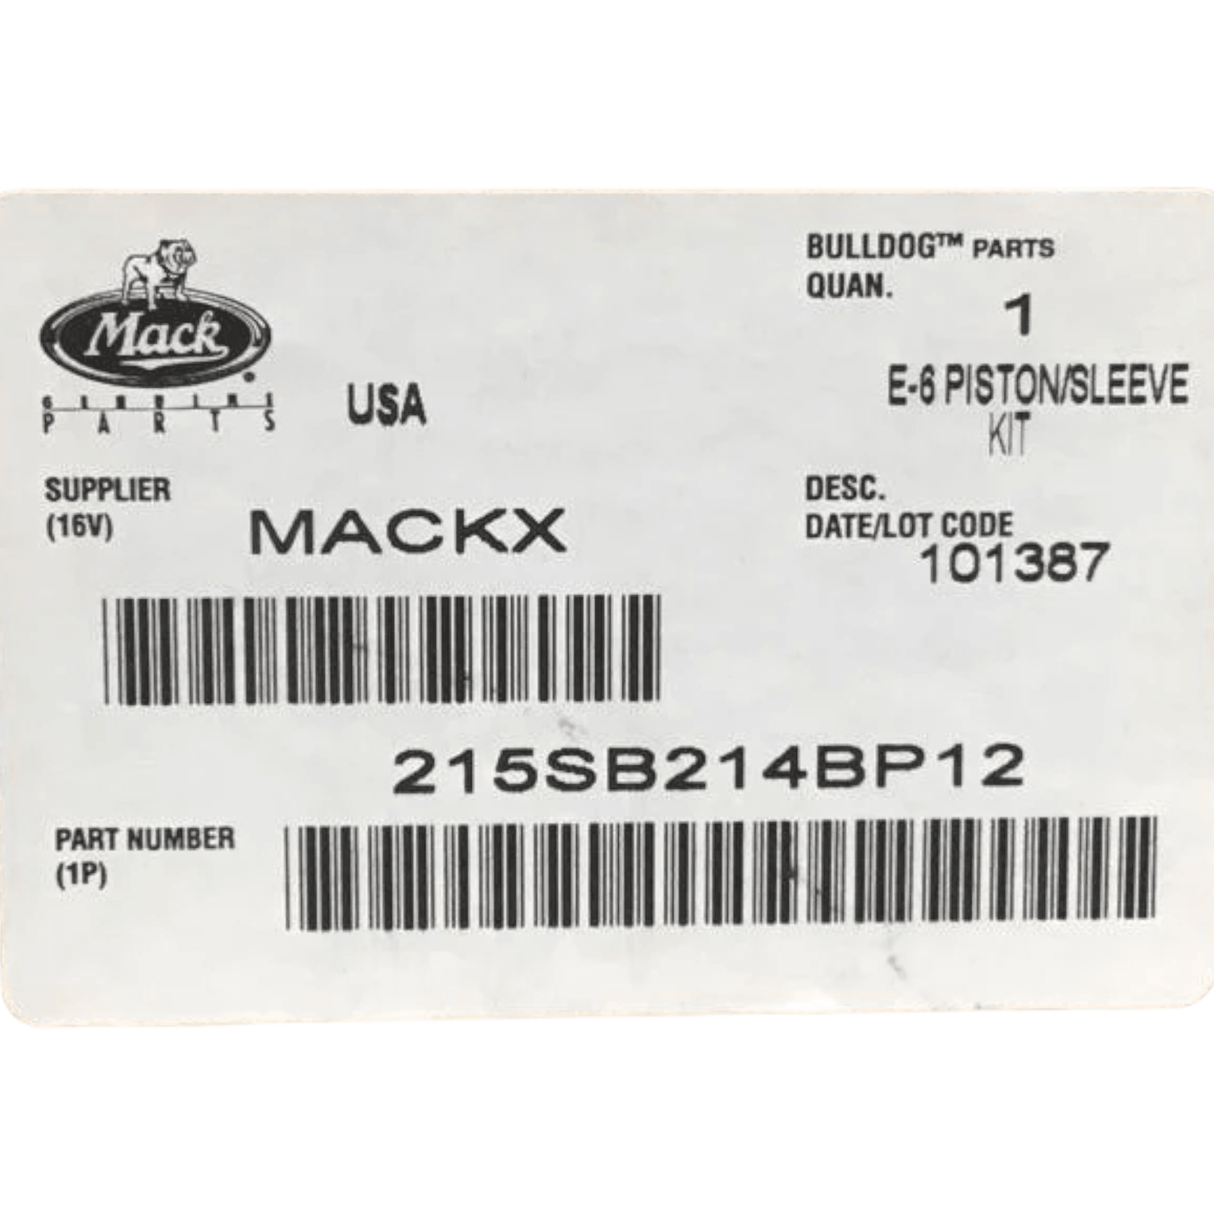 BULLDOG™ PARTS
QUAN.
1
Mack
GENUINE
PARTS
USA
E-6 PISTON/SLEEVE
KIT
SUPPLIER
(16V)
MACKX
DESC.
DATE/LOT CODE
101387
215SB214BP12
PART NUMBER
(1P)